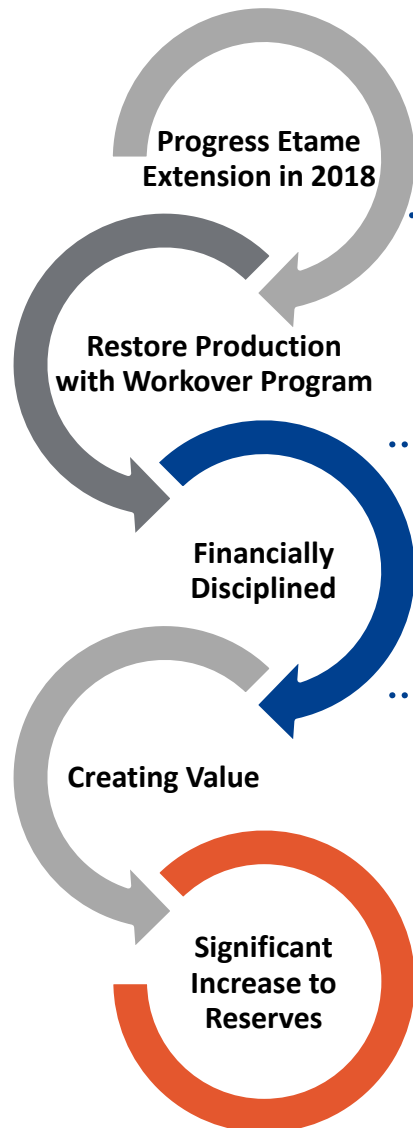 Progress Etame
Extension in 2018
Restore Production
with Workover Program
Financially
Disciplined
Creating Value
Significant
Increase to
Reserves